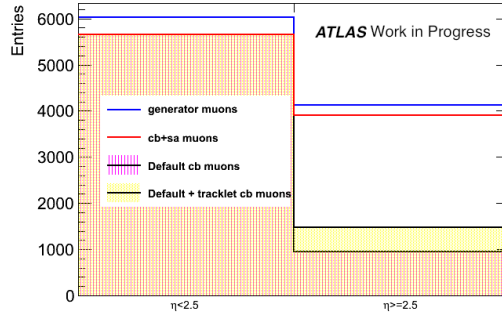 Entries
6000
5000
4000
3000
2000
1000
0
ATLAS Work in Progress
generator muons
cb+sa muons
Default cb muons
Default + tracklet cb muons
η<2.5
η>=2.5